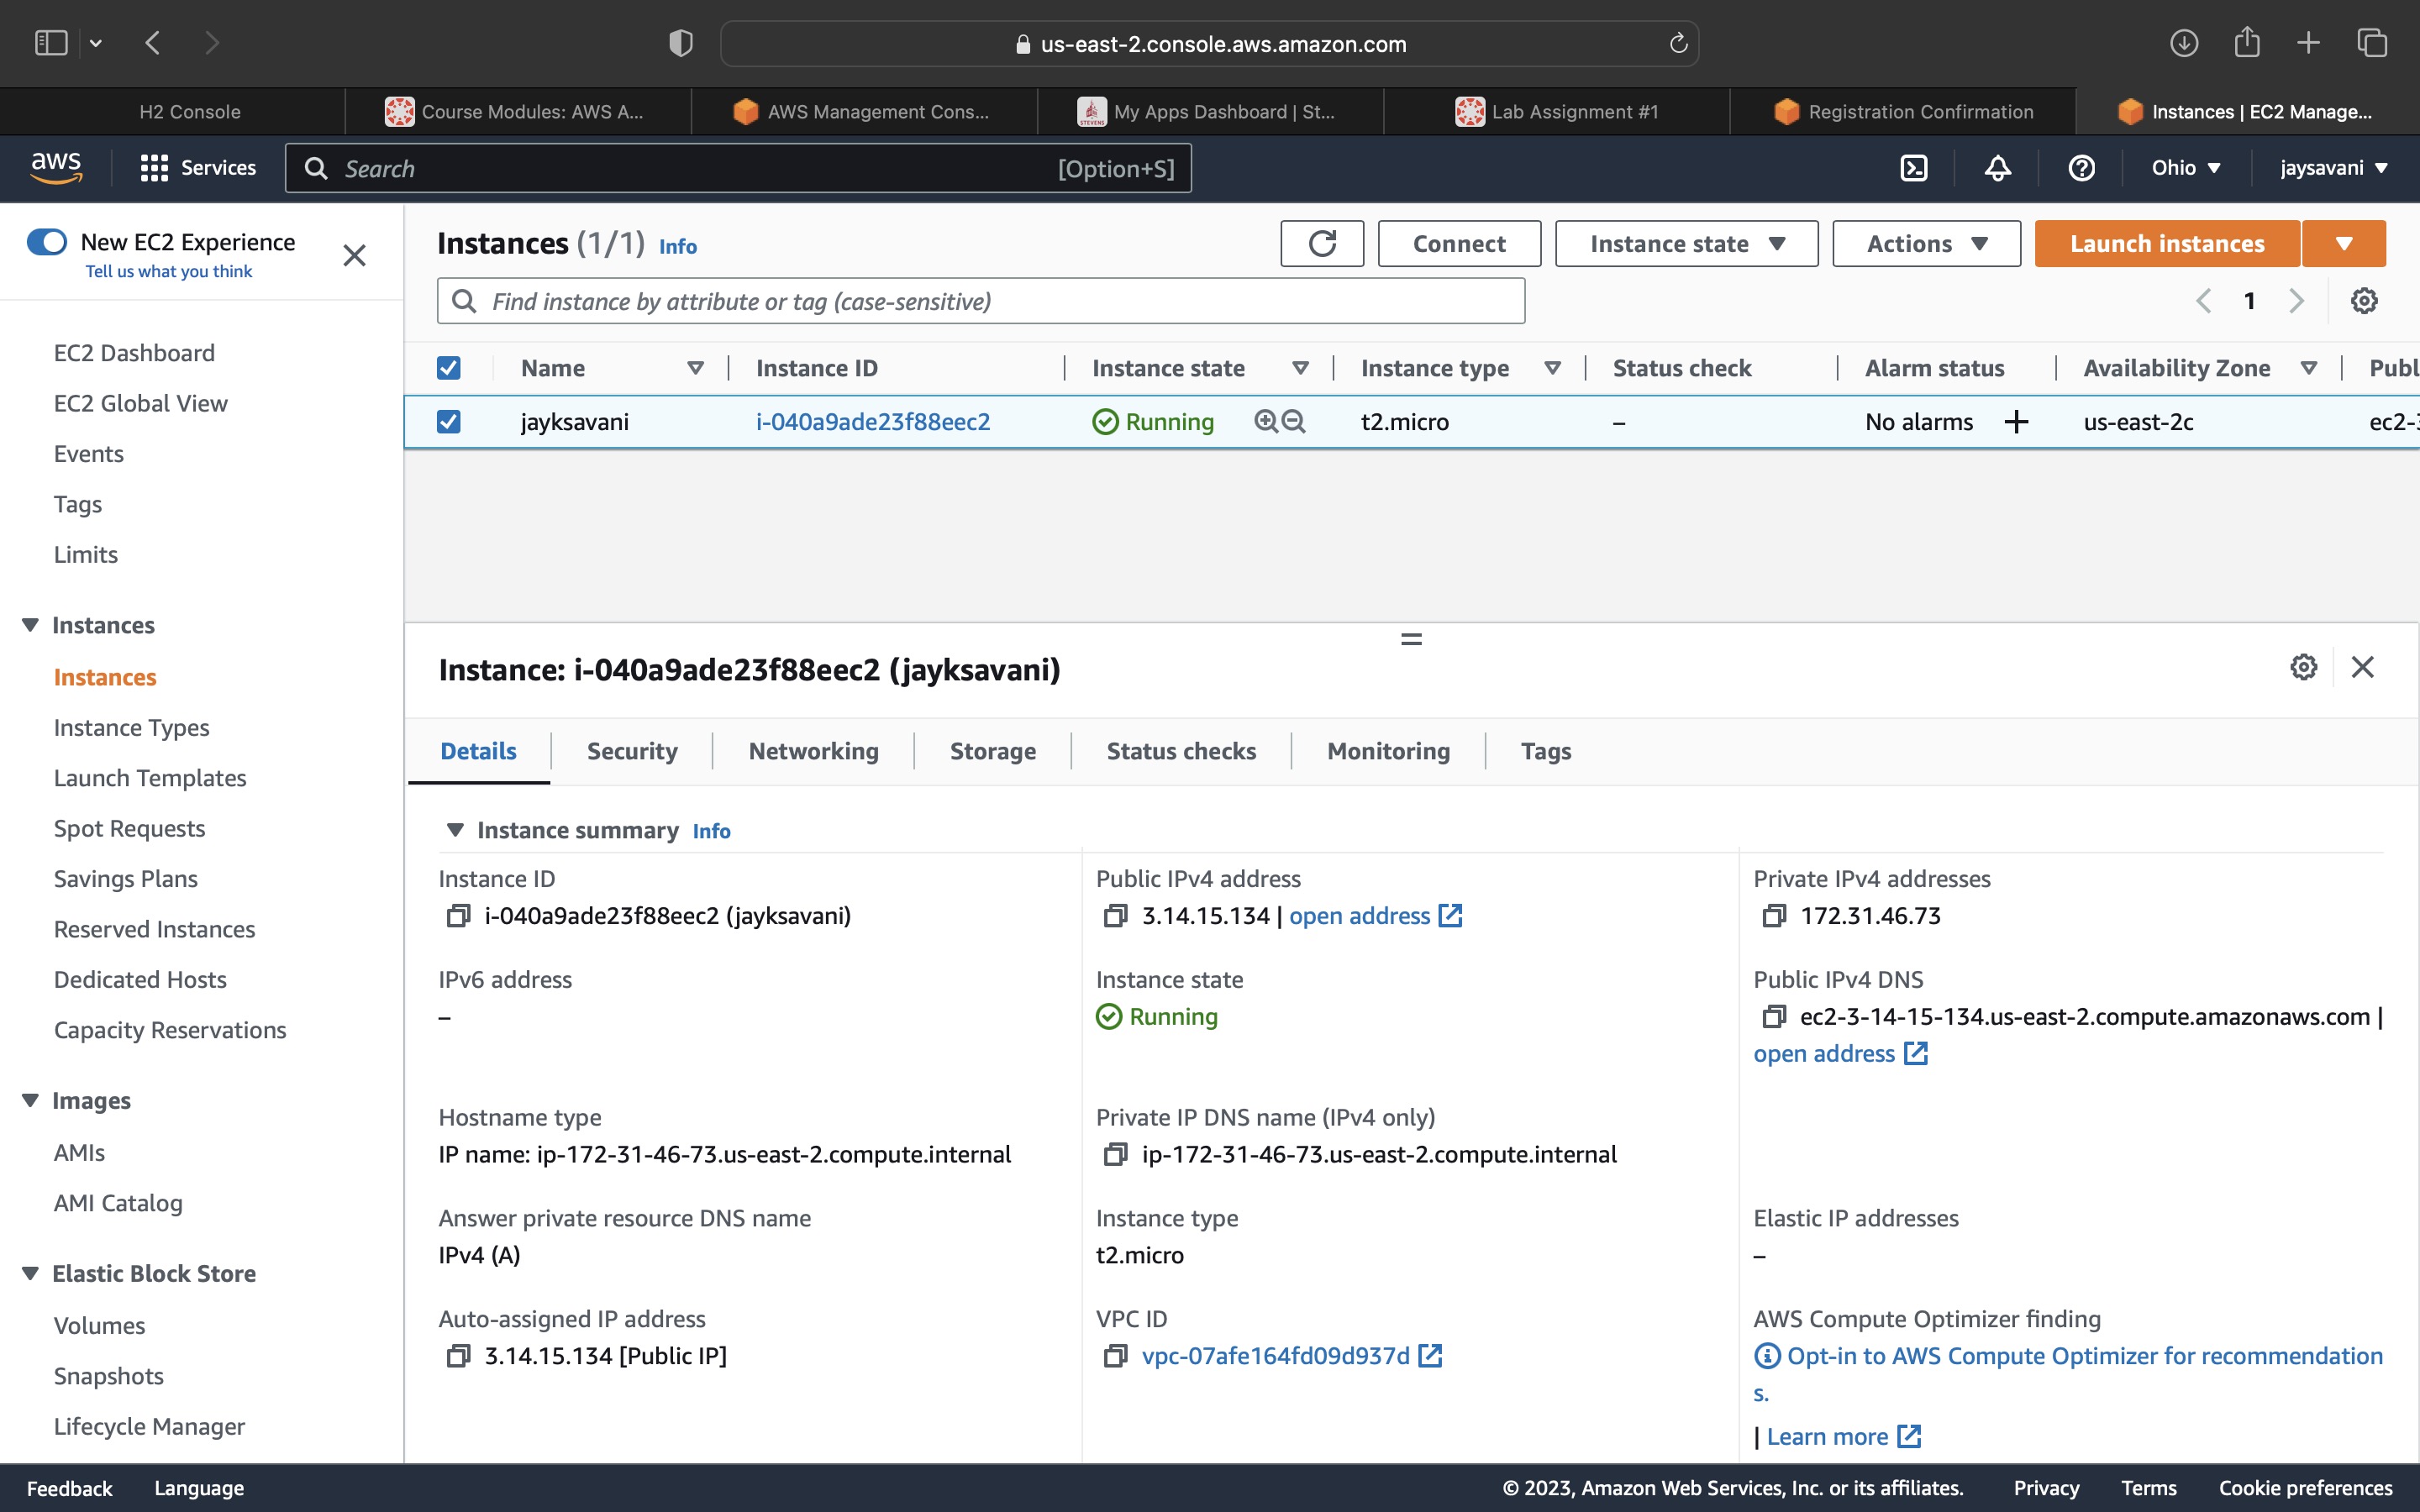 us-east-2.console.aws.amazon.com
H2 Console
Course Modules: AWS A...
AWS Management Cons...
STEVENS
My Apps Dashboard | St...
Lab Assignment #1
Registration Confirmation
Instances | EC2 Manage...
aws
Services
Search
[Option+S]
Ohio
jaysavani
New EC2 Experience
Tell us what you think
EC2 Dashboard
EC2 Global View
Events
Tags
Limits
Instances
Instances
Instance Types
Launch Templates
Spot Requests
Savings Plans
Reserved Instances
Dedicated Hosts
Capacity Reservations
Images
AMIs
AMI Catalog
Elastic Block Store
Volumes
Snapshots
Lifecycle Manager
Instances (1/1) Info
Connect
Instance state
Actions
Launch instances
Find instance by attribute or tag (case-sensitive)
1
Name
Instance ID
Instance state
Instance type
Status check
Alarm status
Availability Zone
Publ
jayksavani
i-040a9ade23f88eec2
Running
t2.micro
–
No alarms
us-east-2c
ec2-3
Instance: i-040a9ade23f88eec2 (jayksavani)
Details
Security
Networking
Storage
Status checks
Monitoring
Tags
Instance summary Info
Instance ID
i-040a9ade23f88eec2 (jayksavani)
Public IPv4 address
3.14.15.134 | open address
Private IPv4 addresses
172.31.46.73
IPv6 address
–
Instance state
Running
Public IPv4 DNS
ec2-3-14-15-134.us-east-2.compute.amazonaws.com |
open address
Hostname type
IP name: ip-172-31-46-73.us-east-2.compute.internal
Private IP DNS name (IPv4 only)
ip-172-31-46-73.us-east-2.compute.internal
Answer private resource DNS name
IPv4 (A)
Instance type
t2.micro
Elastic IP addresses
–
Auto-assigned IP address
3.14.15.134 [Public IP]
VPC ID
vpc-07afe164fd09d937d
AWS Compute Optimizer finding
Opt-in to AWS Compute Optimizer for recommendation
s.
| Learn more
Feedback
Language
© 2023, Amazon Web Services, Inc. or its affiliates.
Privacy
Terms
Cookie preferences